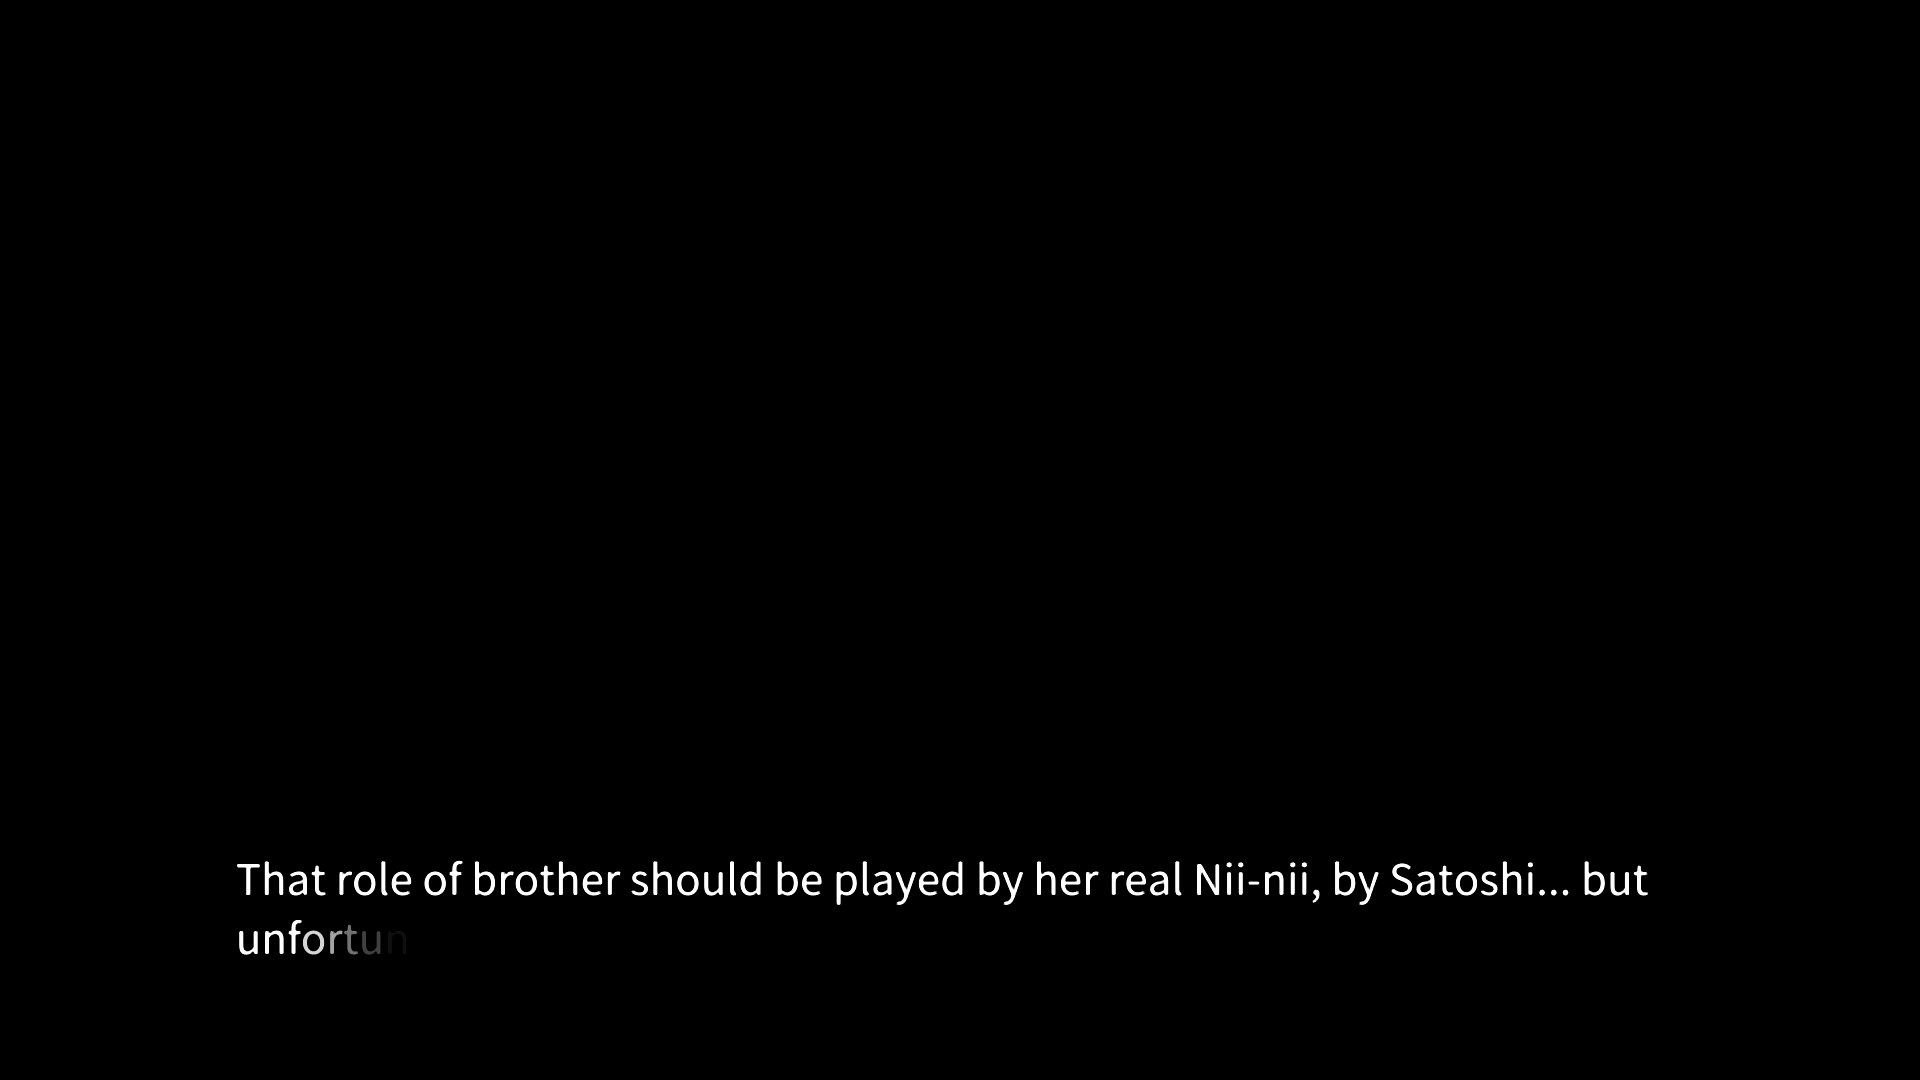 That role of brother should be played by her real Nii-nii, by Satoshi... but
unfortun